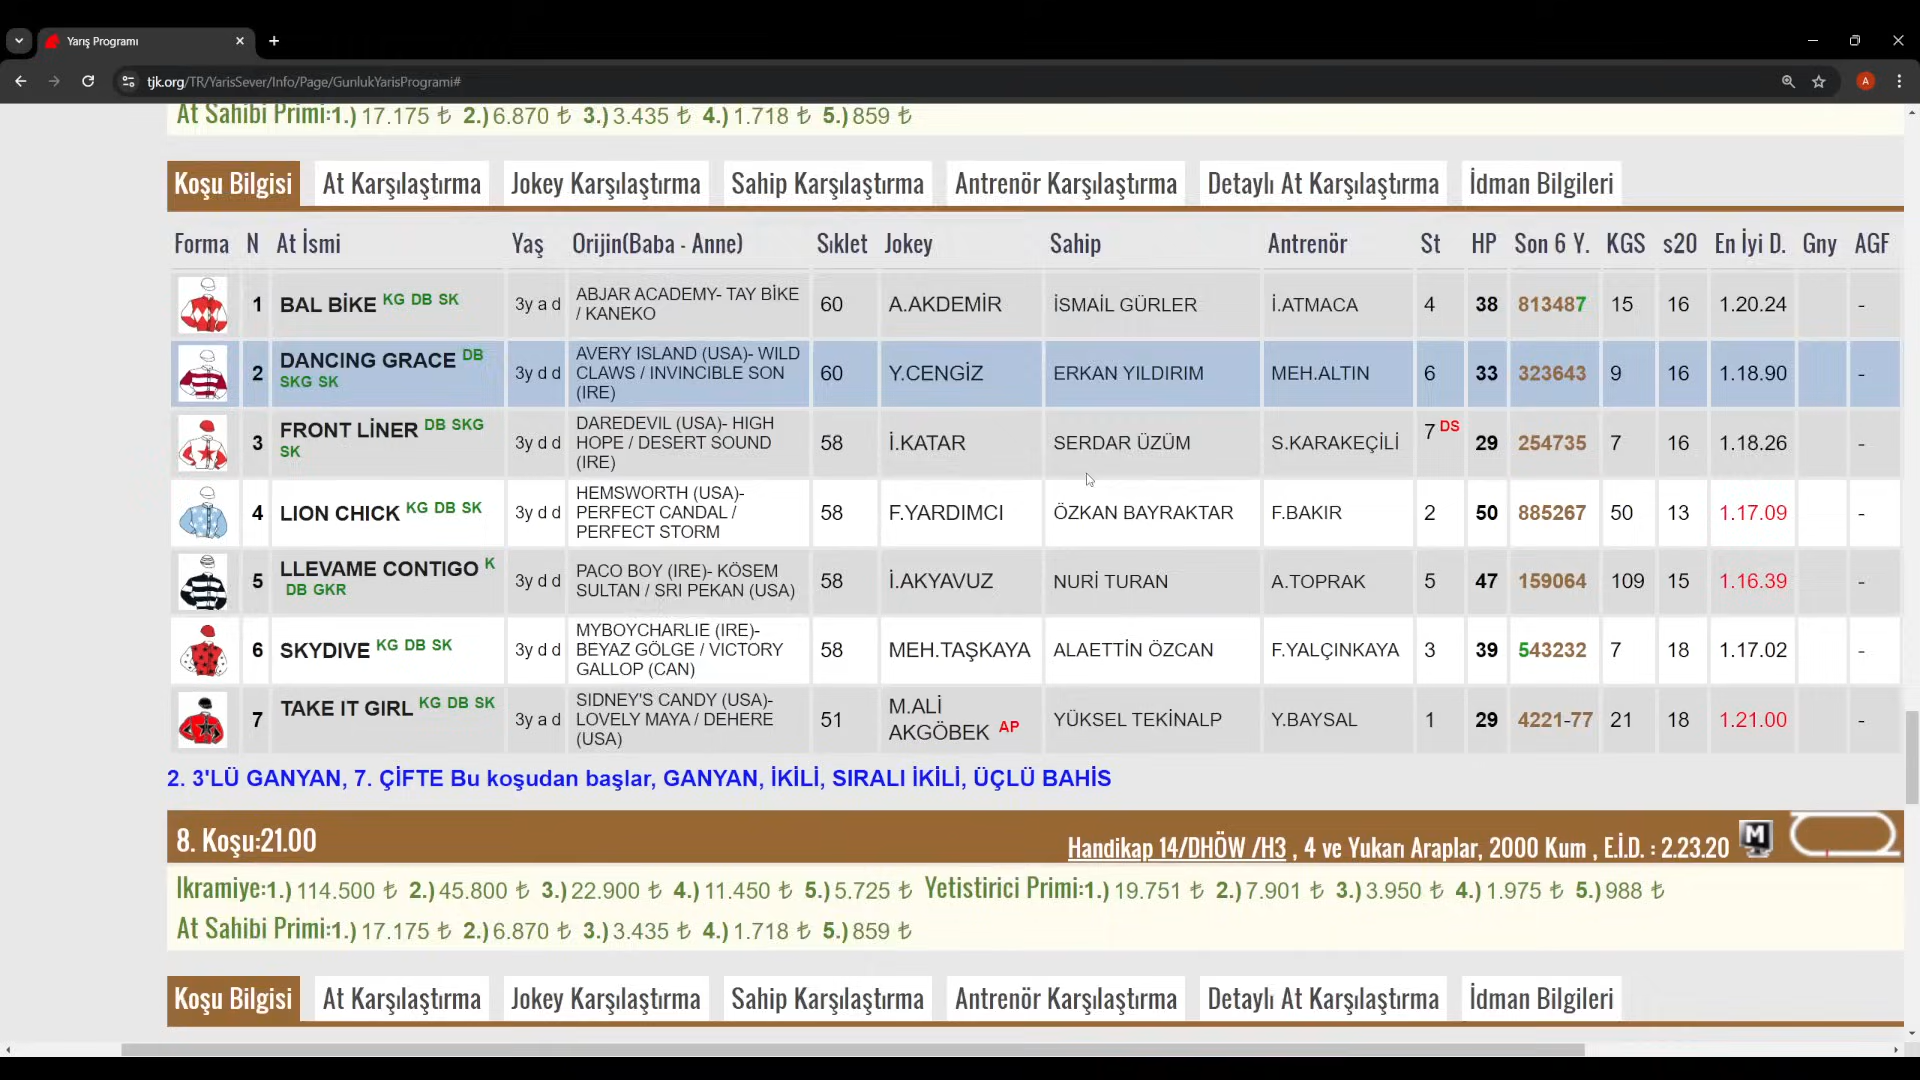 Yarış Programı
tjk.org/TR/YarisSever/Info/Page/GunlukYarisProgrami#
A
At Sahibi Primi:1.) 17.175 ₺ 2.) 6.870 ₺ 3.) 3.435 ₺ 4.) 1.718 ₺ 5.) 859 ₺
Koşu Bilgisi At Karşılaştırma Jokey Karşılaştırma Sahip Karşılaştırma Antrenör Karşılaştırma Detaylı At Karşılaştırma İdman Bilgileri
Forma N At İsmi Yaş Orijin(Baba - Anne) Sıklet Jokey Sahip Antrenör St HP Son 6 Y. KGS s20 En İyi D. Gny AGF
1 BAL BİKE KG DB SK 3y a d ABJAR ACADEMY- TAY BİKE / KANEKO 60 A.AKDEMİR İSMAİL GÜRLER İ.ATMACA 4 38 813487 15 16 1.20.24 -
2 DANCING GRACE DB SKG SK 3y d d AVERY ISLAND (USA)- WILD CLAWS / INVINCIBLE SON (IRE) 60 Y.CENGİZ ERKAN YILDIRIM MEH.ALTIN 6 33 323643 9 16 1.18.90 -
3 FRONT LİNER DB SKG SK 3y d d DAREDEVIL (USA)- HIGH HOPE / DESERT SOUND (IRE) 58 İ.KATAR SERDAR ÜZÜM S.KARAKEÇİLİ 7 DS 29 254735 7 16 1.18.26 -
4 LION CHICK KG DB SK 3y d d HEMSWORTH (USA)- PERFECT CANDAL / PERFECT STORM 58 F.YARDIMCI ÖZKAN BAYRAKTAR F.BAKIR 2 50 885267 50 13 1.17.09 -
5 LLEVAME CONTIGO K DB GKR 3y d d PACO BOY (IRE)- KÖSEM SULTAN / SRI PEKAN (USA) 58 İ.AKYAVUZ NURİ TURAN A.TOPRAK 5 47 159064 109 15 1.16.39 -
6 SKYDIVE KG DB SK 3y d d MYBOYCHARLIE (IRE)- BEYAZ GÖLGE / VICTORY GALLOP (CAN) 58 MEH.TAŞKAYA ALAETTİN ÖZCAN F.YALÇINKAYA 3 39 543232 7 18 1.17.02 -
7 TAKE IT GIRL KG DB SK 3y a d SIDNEY'S CANDY (USA)- LOVELY MAYA / DEHERE (USA) 51 M.ALİ AKGÖBEK AP YÜKSEL TEKİNALP Y.BAYSAL 1 29 4221-77 21 18 1.21.00 -
2. 3'LÜ GANYAN, 7. ÇİFTE Bu koşudan başlar, GANYAN, İKİLİ, SIRALI İKİLİ, ÜÇLÜ BAHİS
8. Koşu:21.00 Handikap 14/DHÖW /H3 , 4 ve Yukarı Araplar, 2000 Kum , E.İ.D. : 2.23.20 M
Ikramiye:1.) 114.500 ₺ 2.) 45.800 ₺ 3.) 22.900 ₺ 4.) 11.450 ₺ 5.) 5.725 ₺ Yetistirici Primi:1.) 19.751 ₺ 2.) 7.901 ₺ 3.) 3.950 ₺ 4.) 1.975 ₺ 5.) 988 ₺
At Sahibi Primi:1.) 17.175 ₺ 2.) 6.870 ₺ 3.) 3.435 ₺ 4.) 1.718 ₺ 5.) 859 ₺
Koşu Bilgisi At Karşılaştırma Jokey Karşılaştırma Sahip Karşılaştırma Antrenör Karşılaştırma Detaylı At Karşılaştırma İdman Bilgileri